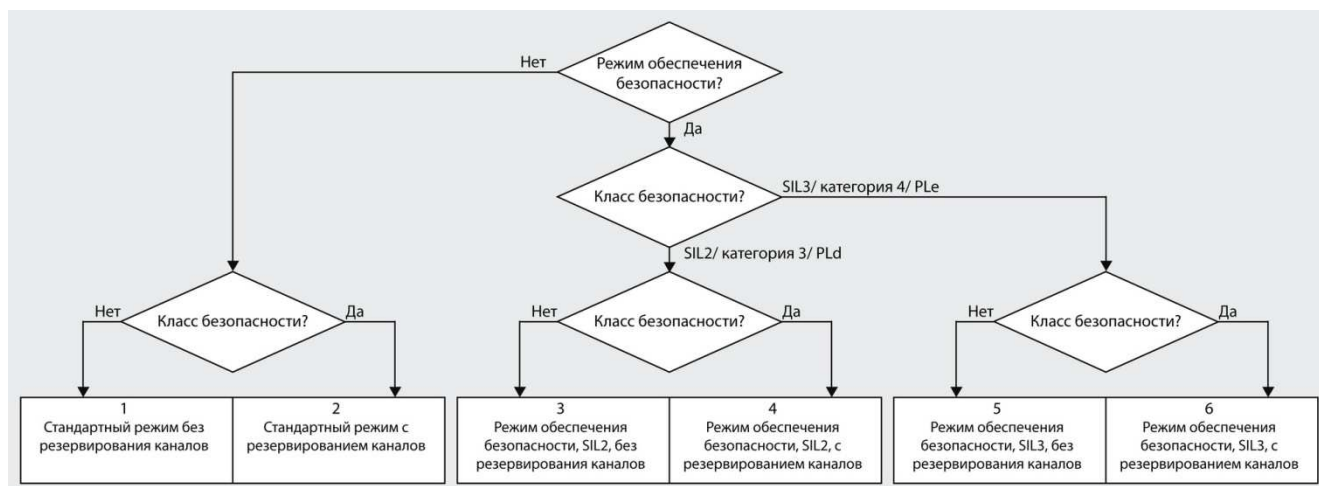 Режим обеспечения
безопасности?
Нет
Да
Класс безопасности?
SIL3/ категория 4/ PLe
SIL2/ категория 3/ PLd
Нет
Класс безопасности?
Да
Нет
Класс безопасности?
Да
Нет
Класс безопасности?
Да
1
Стандартный режим без
резервирования каналов
2
Стандартный режим с
резервированием каналов
3
Режим обеспечения
безопасности, SIL2, без
резервирования каналов
4
Режим обеспечения
безопасности, SIL2, с
резервированием каналов
5
Режим обеспечения
безопасности, SIL3, без
резервирования каналов
6
Режим обеспечения
безопасности, SIL3, с
резервированием каналов